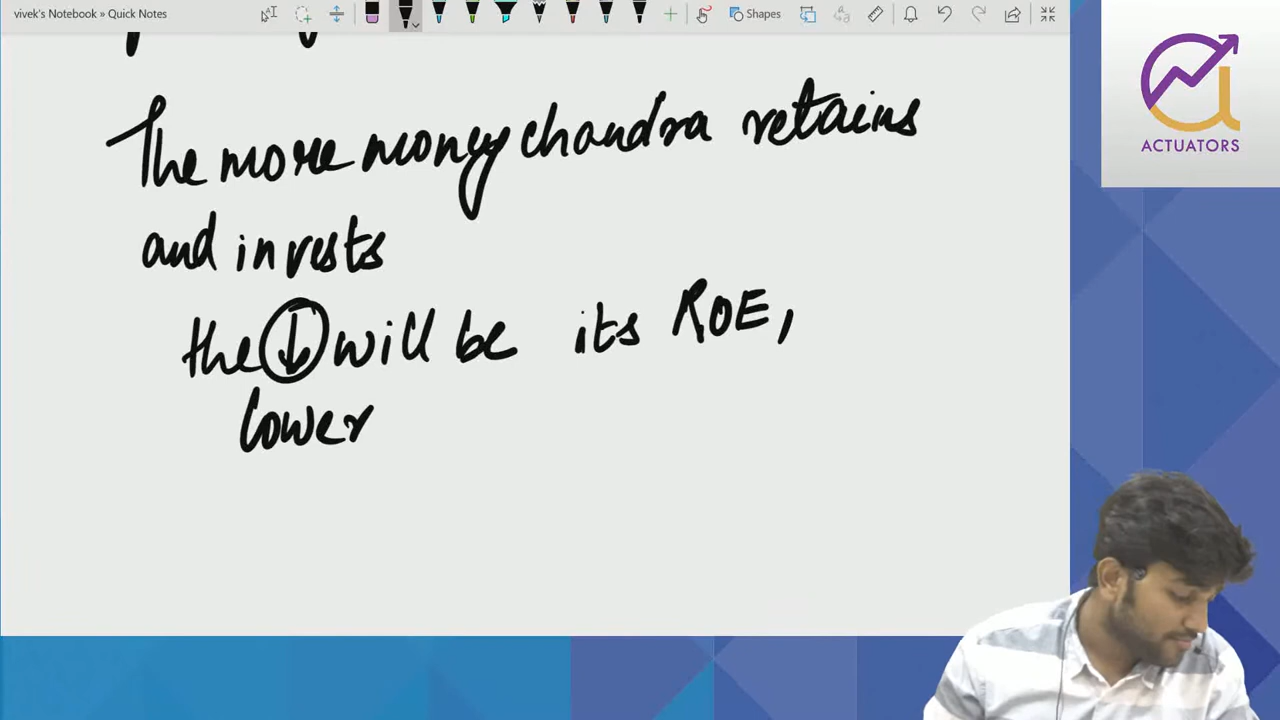 vivek's Notebook » Quick Notes
Shapes
ACTUATORS
The more money chandra retains
and invests
the ↓ will be its ROE,
lower